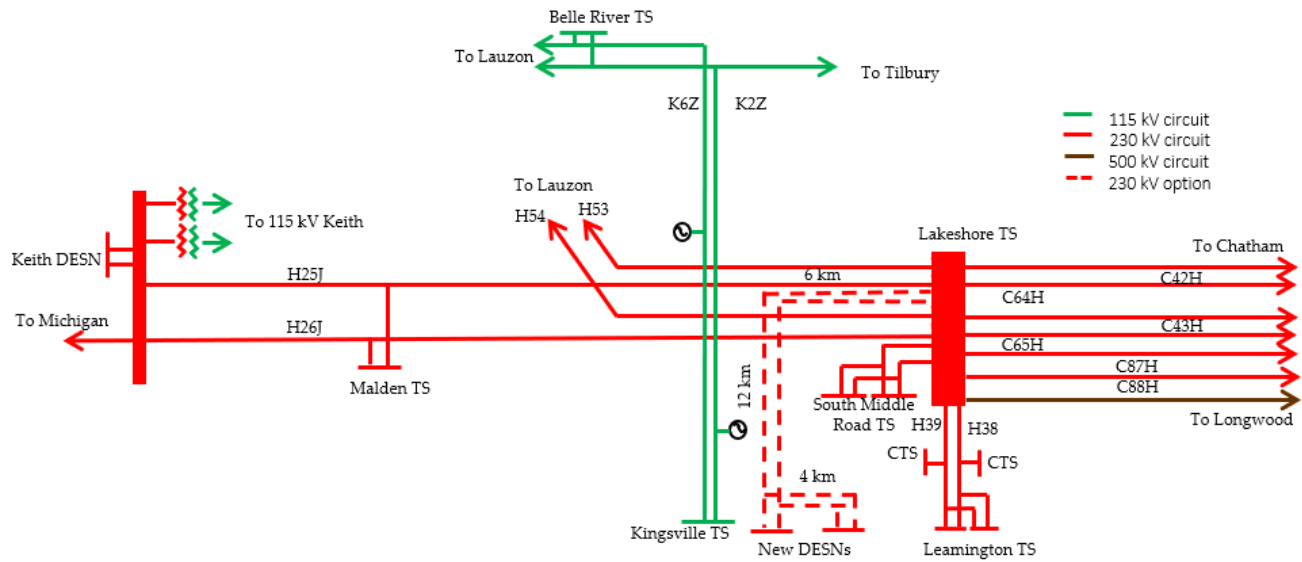 Belle River TS
To Lauzon
To Tilbury
K6Z
K2Z
115 kV circuit
230 kV circuit
500 kV circuit
230 kV option
To Lauzon
H54
H53
To 115 kV Keith
Keith DESN
Lakeshore TS
To Chatham
H25J
6 km
C42H
C64H
To Michigan
H26J
C43H
C65H
C87H
C88H
Malden TS
12 km
South Middle
Road TS
H39
H38
To Longwood
CTS
CTS
4 km
Kingsville TS
New DESNs
Leamington TS